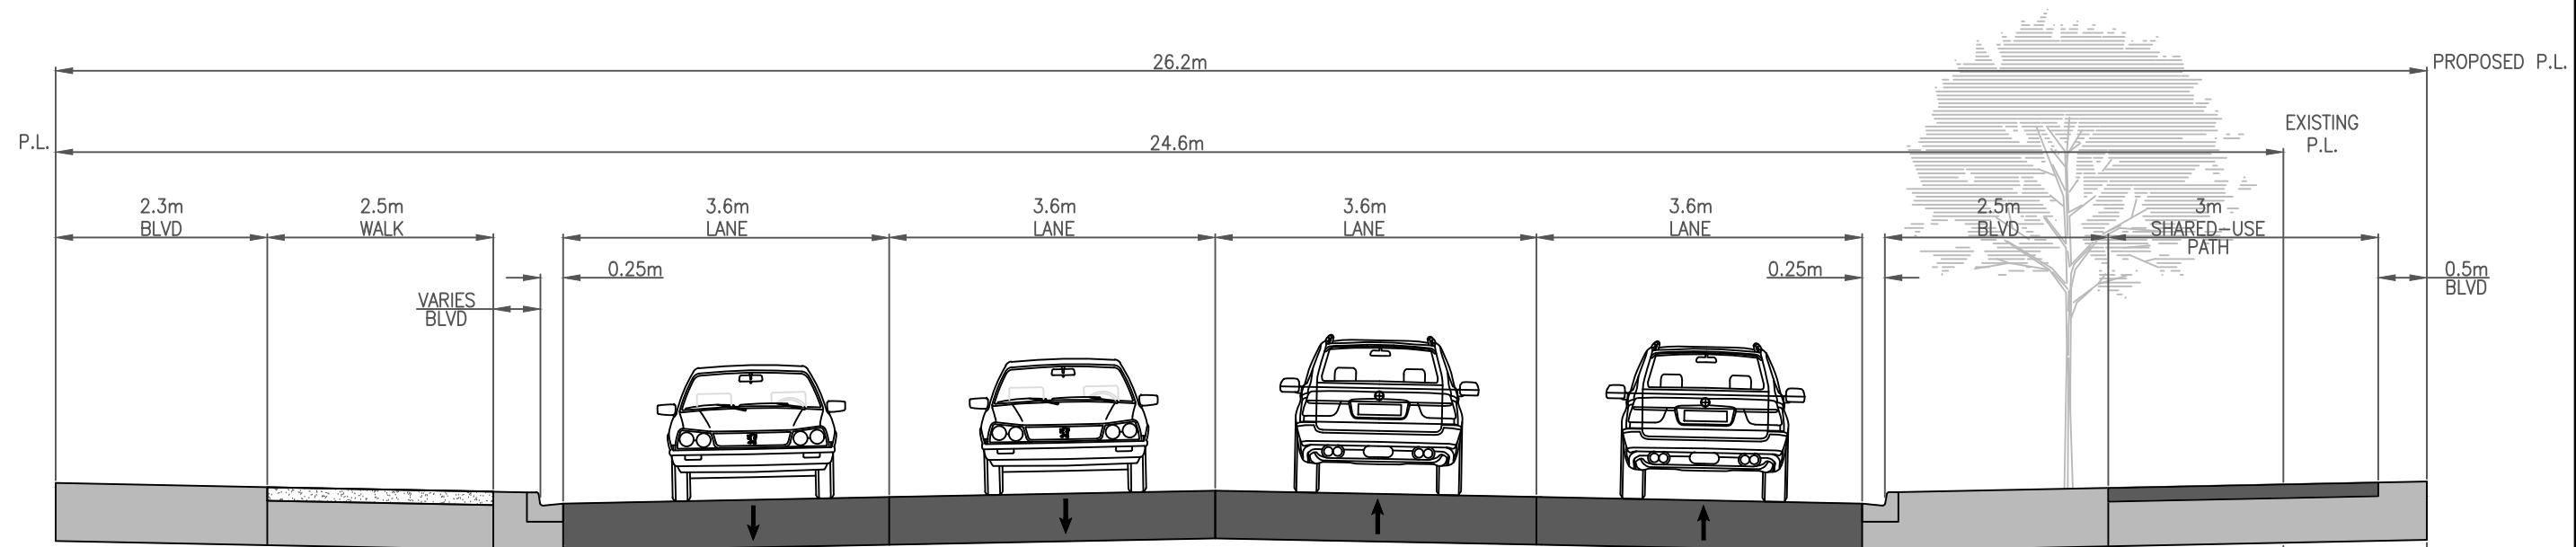 26.2m
PROPOSED P.L.
P.L.
24.6m
EXISTING
P.L.
2.3m
BLVD
2.5m
WALK
3.6m
LANE
3.6m
LANE
3.6m
LANE
3.6m
LANE
2.5m
BLVD
3m
SHARED-USE
PATH
0.25m
0.25m
0.5m
BLVD
VARIES
BLVD